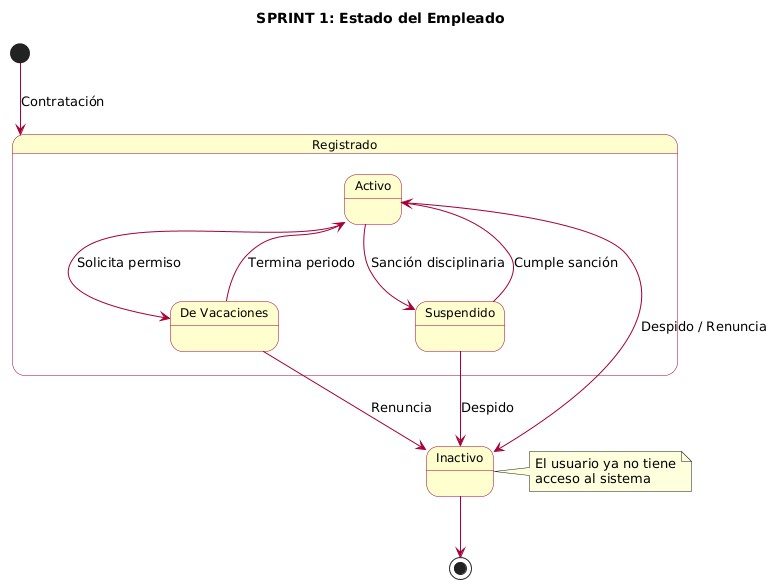 SPRINT 1: Estado del Empleado
Contratación
Registrado
Activo
Solicita permiso
Termina periodo
Sanción disciplinaria
Cumple sanción
De Vacaciones
Suspendido
Despido / Renuncia
Renuncia
Despido
Inactivo
El usuario ya no tiene
acceso al sistema